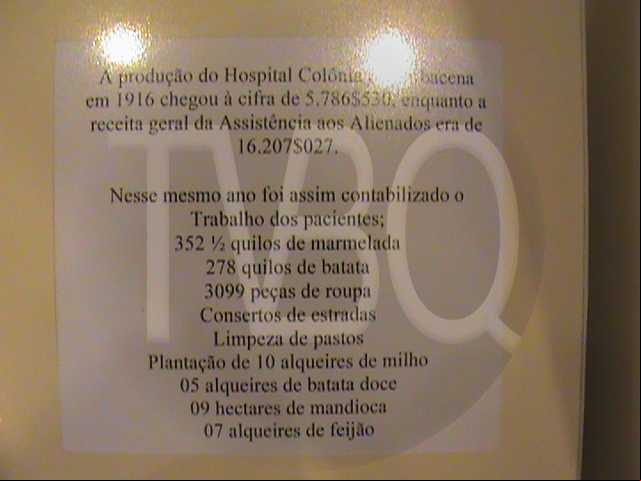 A produção do Hospital Colônia bacena
em 1916 chegou à cifra de 5.786$530, enquanto a
receita geral da Assistência aos Alienados era de
16.207$027.
Nesse mesmo ano foi assim contabilizado o
Trabalho dos pacientes;
352 ½ quilos de marmelada
278 quilos de batata
3099 peças de roupa
Consertos de estradas
Limpeza de pastos
Plantação de 10 alqueires de milho
05 alqueires de batata doce
09 hectares de mandioca
07 alqueires de feijão
TVBQ